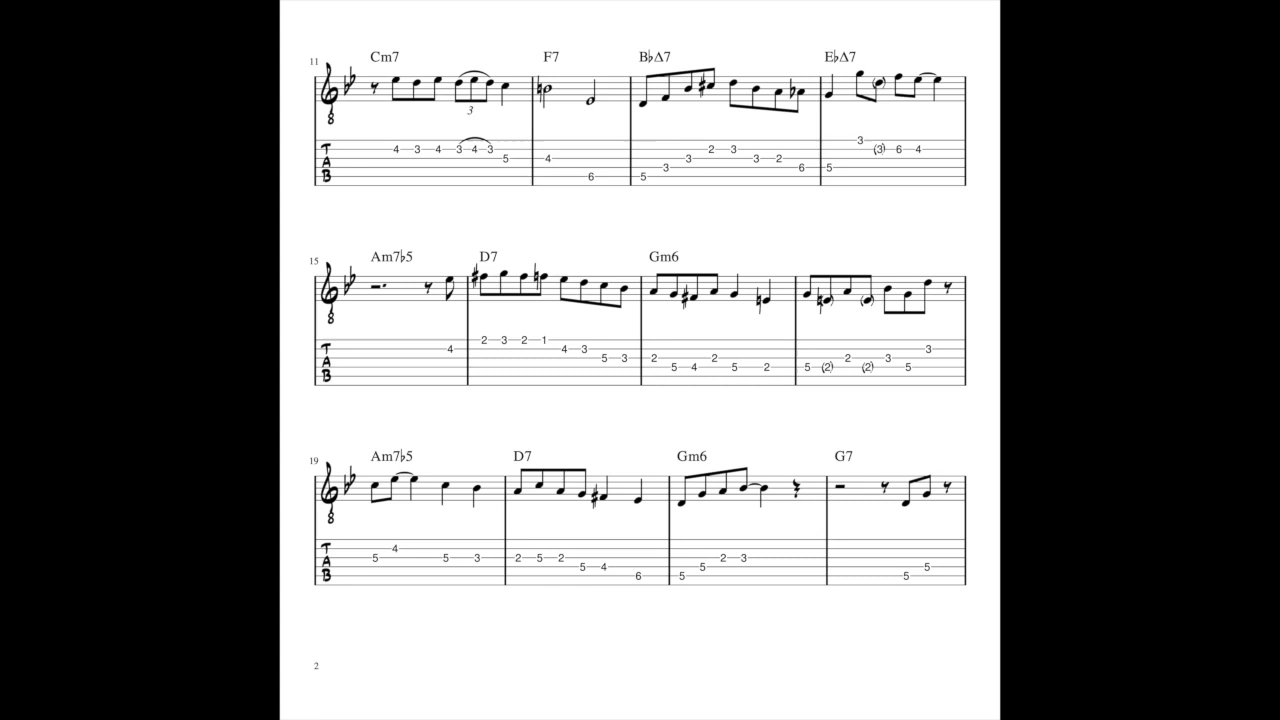 11 Cm7 F7 B♭Δ7 E♭Δ7
8
3
T A B 4 3 4 3 4 3 5 4 6 5 3 3 2 3 3 2 6 5 3 (3) 6 4
15 Am7♭5 D7 Gm6
8
T A B 4 2 3 2 1 4 3 5 3 2 5 4 2 5 2 5 (2) 2 (2) 3 5 3
19 Am7♭5 D7 Gm6 G7
8
T A B 5 4 5 3 2 5 2 5 4 6 5 5 2 3 5 5
2